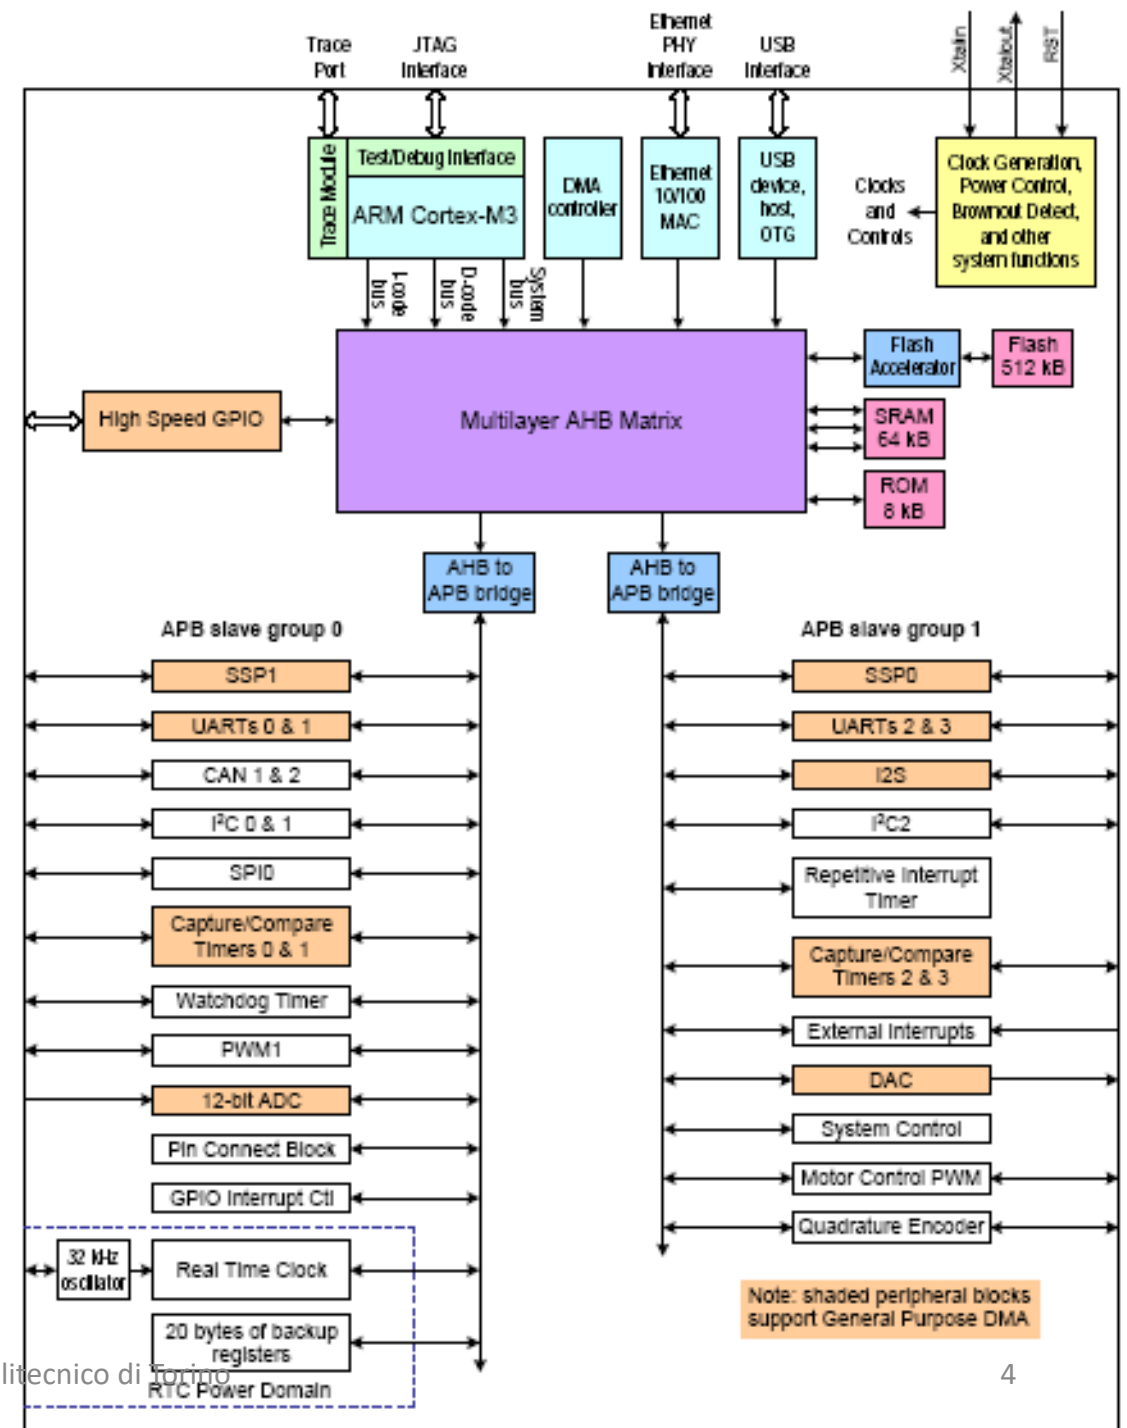 Trace
Port
JTAG
Interface
Ethernet
PHY
Interface
USB
Interface
Xtalin
Xtalout
RST
Trace Module
Test/Debug Interface
ARM Cortex-M3
DMA
controller
Ethernet
10/100
MAC
USB
device,
host,
OTG
Clocks
and
Controls
Clock Generation,
Power Control,
Brownout Detect,
and other
system functions
I-code
bus
D-code
bus
System
bus
High Speed GPIO
Multilayer AHB Matrix
Flash
Accelerator
Flash
512 kB
SRAM
64 kB
ROM
8 kB
AHB to
APB bridge
AHB to
APB bridge
APB slave group 0
SSP1
UARTs 0 & 1
CAN 1 & 2
I²C 0 & 1
SPI0
Capture/Compare
Timers 0 & 1
Watchdog Timer
PWM1
12-bit ADC
Pin Connect Block
GPIO Interrupt Ctl
32 kHz
oscillator
Real Time Clock
20 bytes of backup
registers
RTC Power Domain
APB slave group 1
SSP0
UARTs 2 & 3
I2S
I²C2
Repetitive Interrupt
Timer
Capture/Compare
Timers 2 & 3
External Interrupts
DAC
System Control
Motor Control PWM
Quadrature Encoder
Note: shaded peripheral blocks
support General Purpose DMA
litecnico di Torino
4